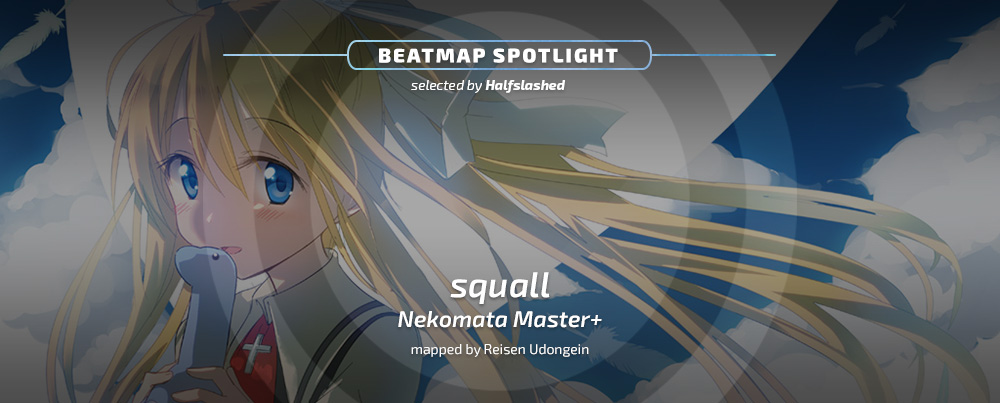 BEATMAP SPOTLIGHT
selected by Halfslashed
squall
Nekomata Master+
mapped by Reisen Udongein